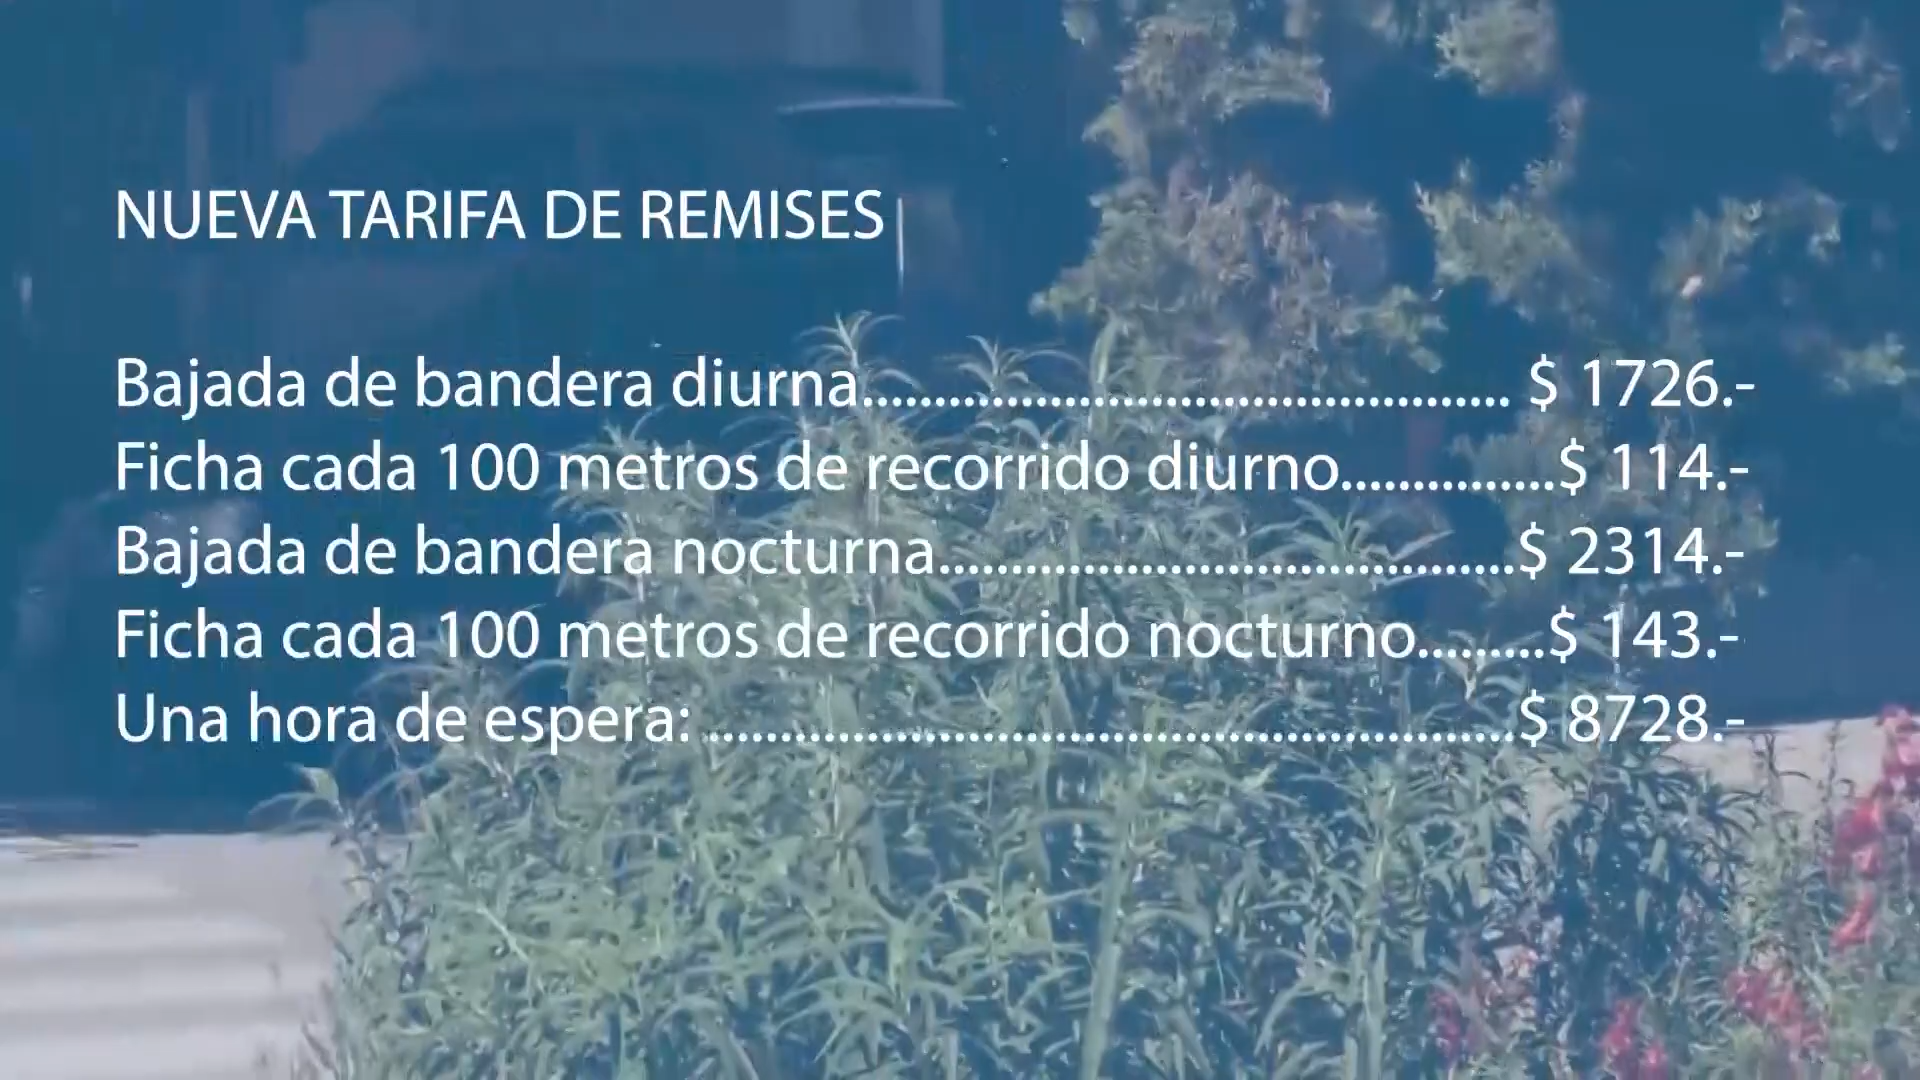 NUEVA TARIFA DE REMISES
Bajada de bandera diurna............................................. $ 1726.-
Ficha cada 100 metros de recorrido diurno...............$ 114.-
Bajada de bandera nocturna........................................$ 2314.-
Ficha cada 100 metros de recorrido nocturno.........$ 143.-
Una hora de espera: ........................................................$ 8728.-